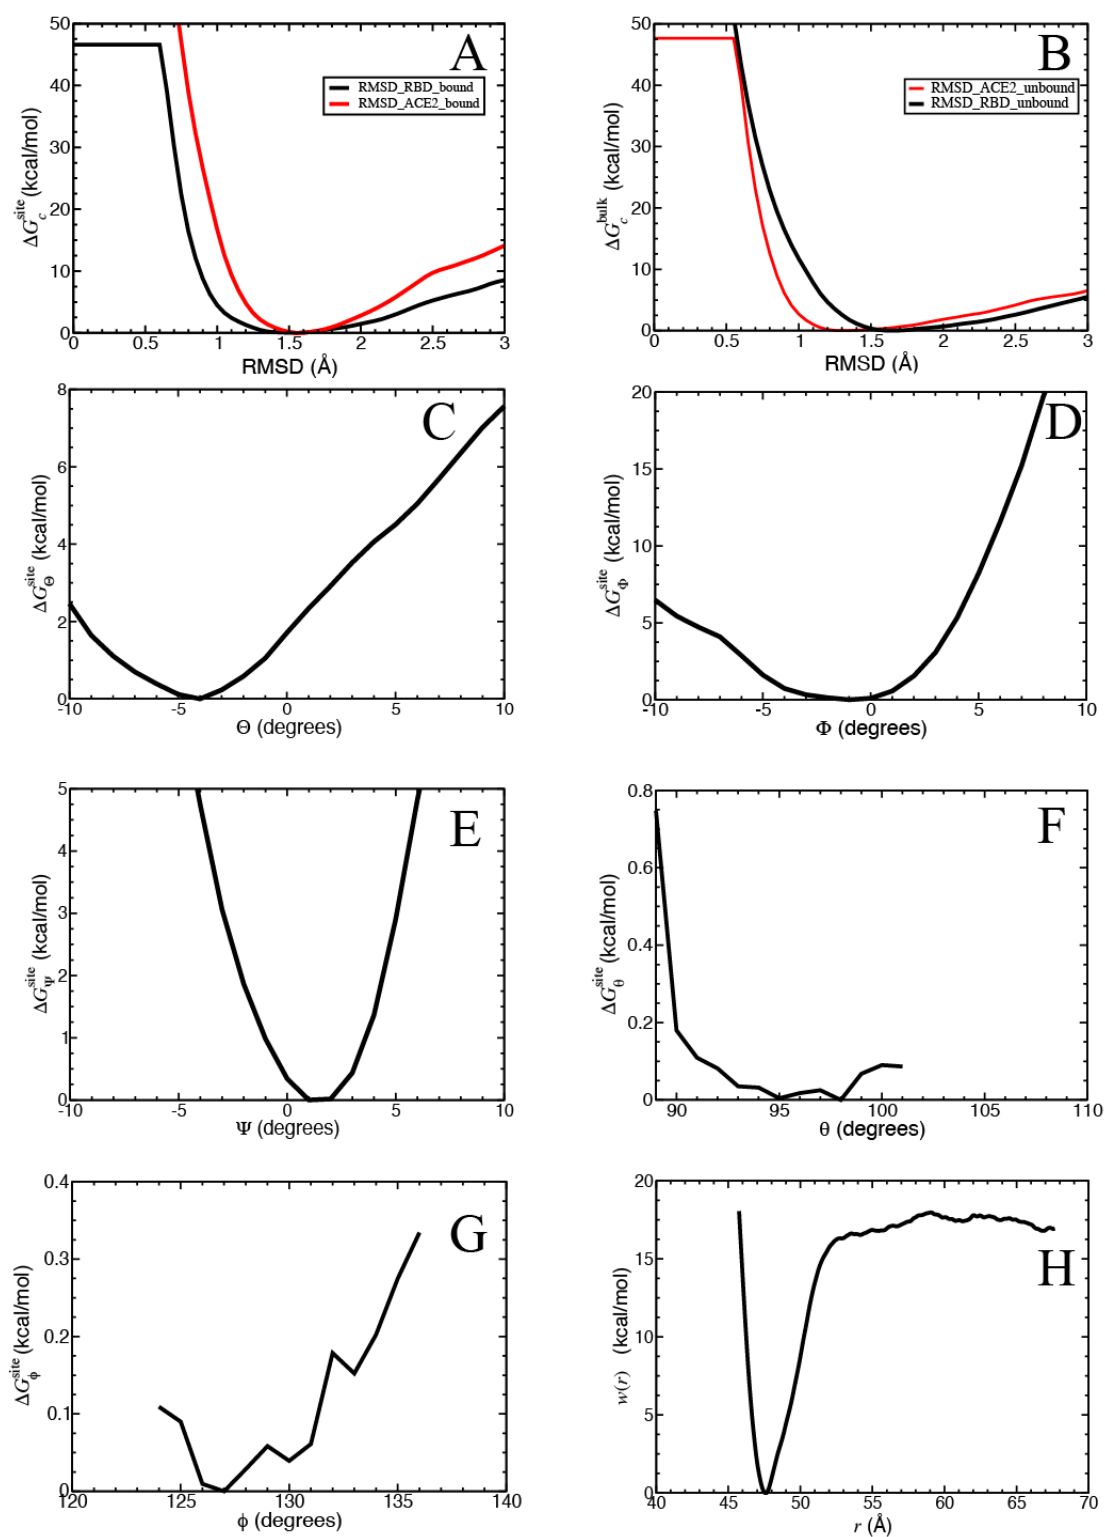 A
50
40
30
20
10
0
ΔG_c^site (kcal/mol)
RMSD_RBD_bound
RMSD_ACE2_bound
0 0.5 1 1.5 2 2.5 3
RMSD (Å)
B
50
40
30
20
10
0
ΔG_c^bulk (kcal/mol)
RMSD_ACE2_unbound
RMSD_RBD_unbound
0 0.5 1 1.5 2 2.5 3
RMSD (Å)
C
8
6
4
2
0
ΔG_Θ^site (kcal/mol)
-10 -5 0 5 10
Θ (degrees)
D
20
15
10
5
0
ΔG_Φ^site (kcal/mol)
-10 -5 0 5 10
Φ (degrees)
E
5
4
3
2
1
0
ΔG_Ψ^site (kcal/mol)
-10 -5 0 5 10
Ψ (degrees)
F
0.8
0.6
0.4
0.2
0
ΔG_θ^site (kcal/mol)
90 95 100 105 110
θ (degrees)
G
0.4
0.3
0.2
0.1
0
ΔG_ϕ^site (kcal/mol)
120 125 130 135 140
ϕ (degrees)
H
20
15
10
5
0
w(r) (kcal/mol)
40 45 50 55 60 65 70
r (Å)